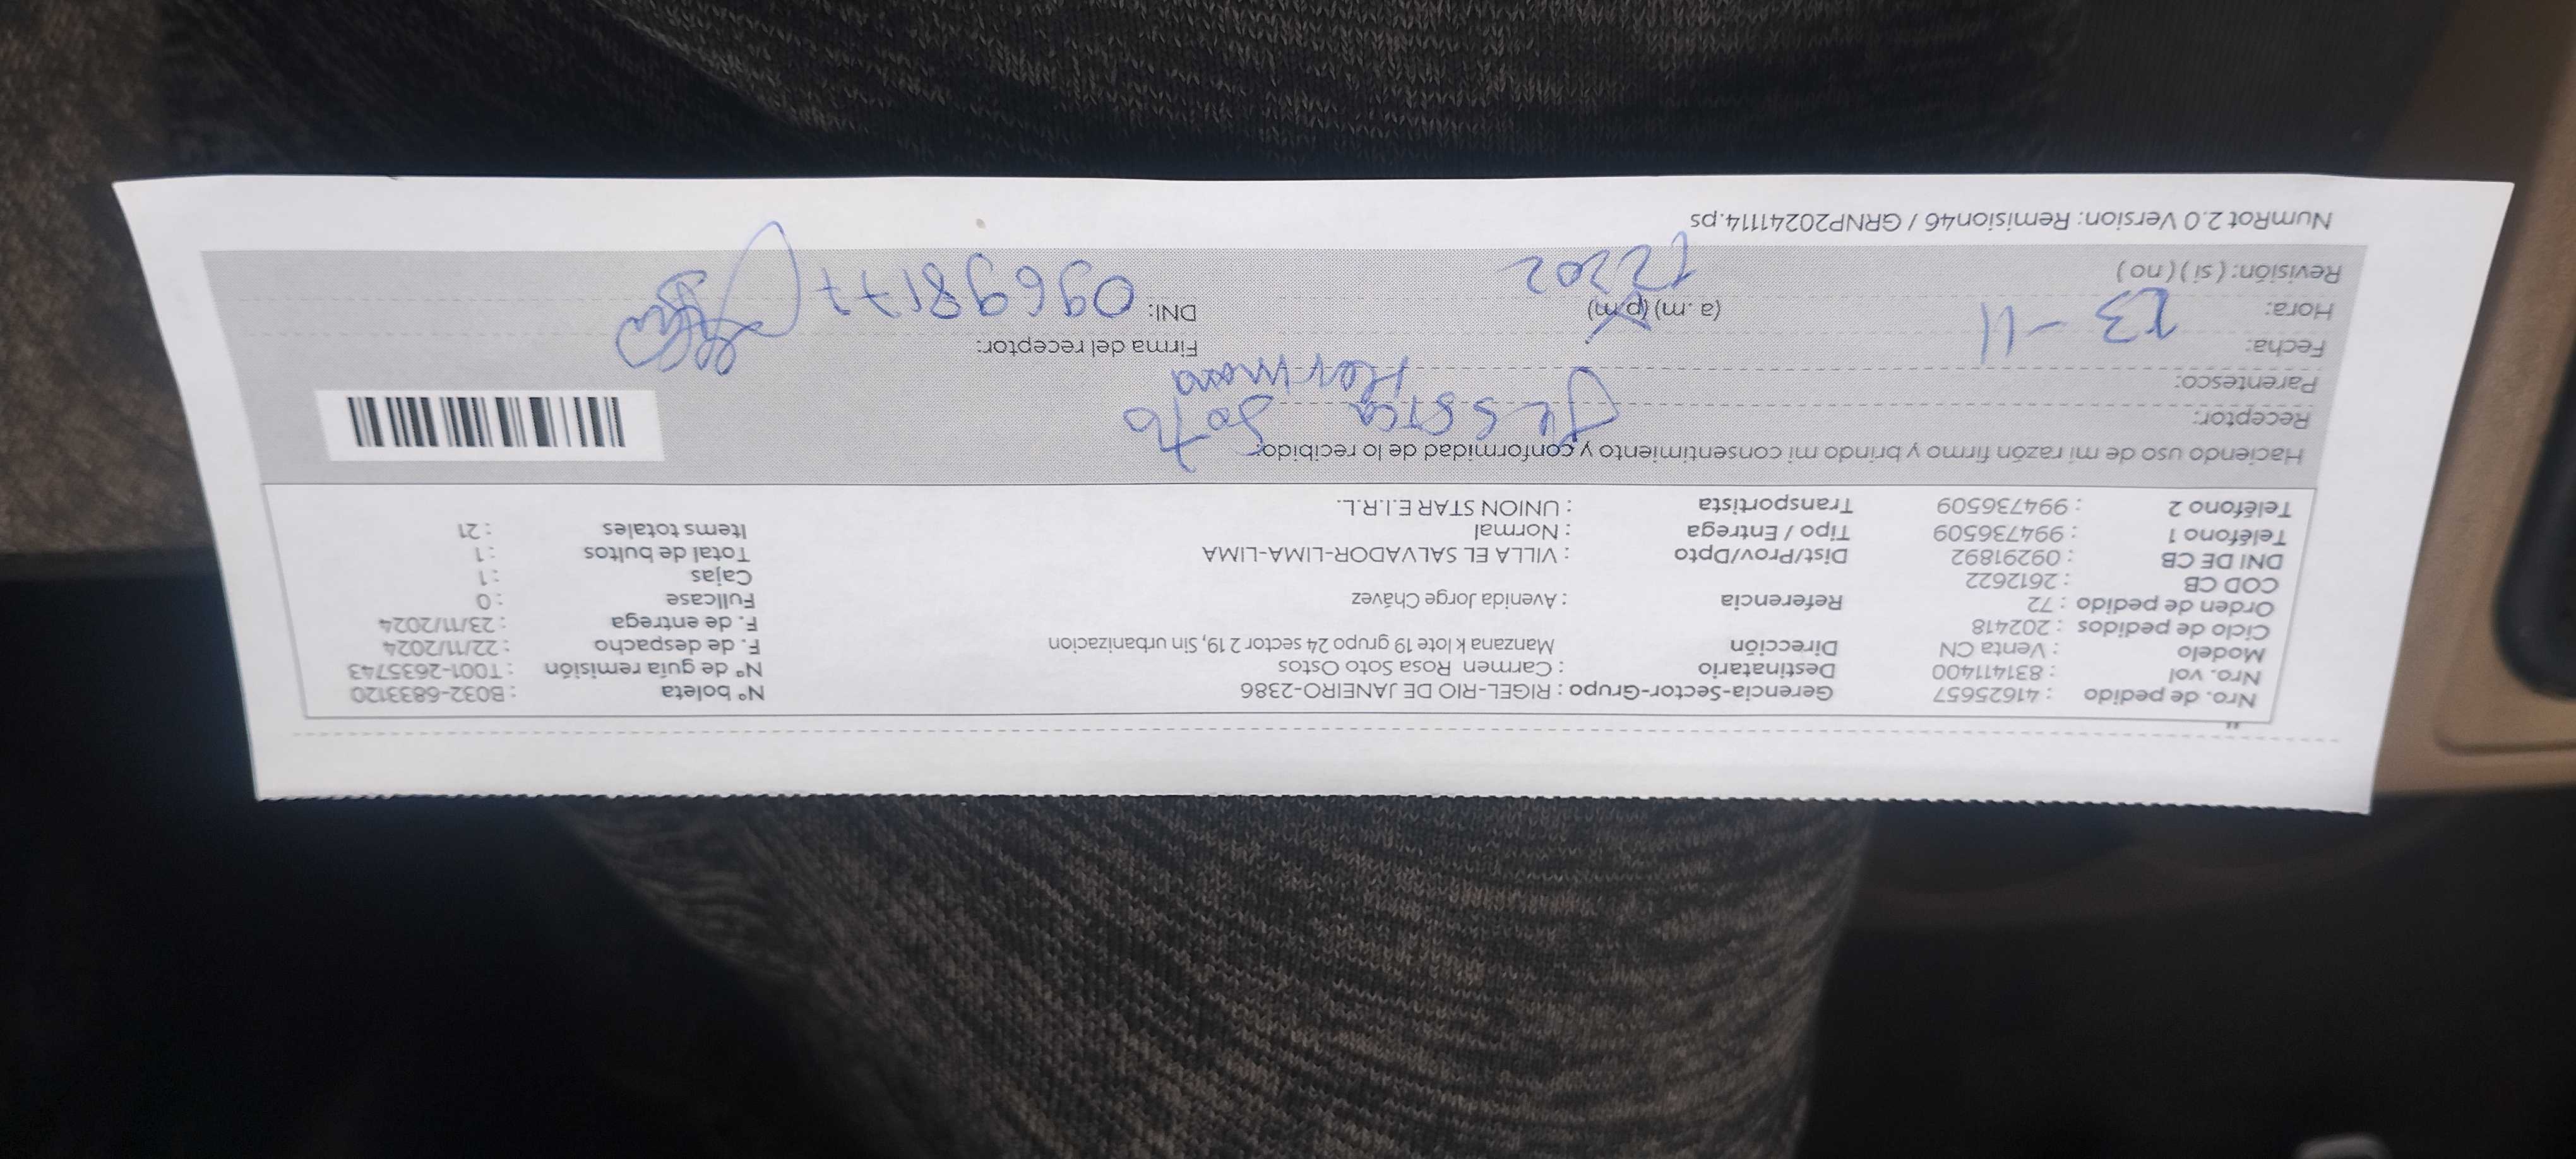 Nro. de pedido : 41625657 Gerencia-Sector-Grupo : RIGEL-RIO DE JANEIRO-2386 Nº boleta : B032-6833120
Nro. vol : 831411400 Destinatario : Carmen Rosa Soto Ostos Nº de guía remisión : T001-2635743
Modelo : Venta CN Dirección Manzana k lote 19 grupo 24 sector 2 19, Sin urbanizacion F. de despacho : 22/11/2024
Ciclo de pedidos : 202418 F. de entrega : 23/11/2024
Orden de pedido : 72 Referencia : Avenida Jorge Chávez Fullcase : 0
COD CB : 2612622 Cajas : 1
DNI DE CB : 09291892 Dist/Prov/Dpto : VILLA EL SALVADOR-LIMA-LIMA Total de bultos : 1
Teléfono 1 : 994736509 Tipo / Entrega : Normal Items totales : 21
Teléfono 2 : 994736509 Transportista : UNION STAR E.I.R.L.
Haciendo uso de mi razón firmo y brindo mi consentimiento y conformidad de lo recibido:
Receptor: Jessica Soto
Parentesco: Hermana
Fecha: 23-11 Firma del receptor:
Hora: (a.m) (p.m) DNI: 09698177
Revisión: ( si ) ( no )
NumRot 2.0 Version: Remision46 / GRNP20241114.ps